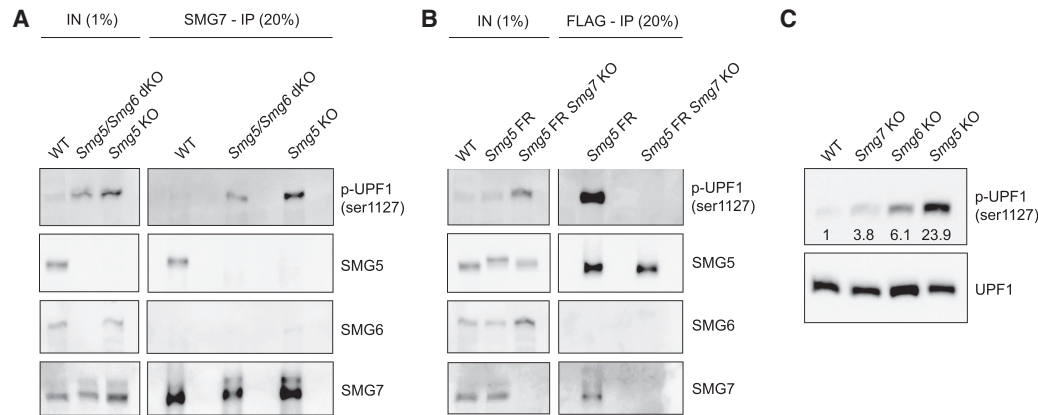 A
IN (1%)
SMG7 - IP (20%)
WT
Smg5/Smg6 dKO
Smg5 KO
WT
Smg5/Smg6 dKO
Smg5 KO
p-UPF1
(ser1127)
SMG5
SMG6
SMG7
B
IN (1%)
FLAG - IP (20%)
WT
Smg5 FR
Smg5 FR Smg7 KO
Smg5 FR
Smg5 FR Smg7 KO
p-UPF1
(ser1127)
SMG5
SMG6
SMG7
C
WT
Smg7 KO
Smg6 KO
Smg5 KO
1 3.8 6.1 23.9
p-UPF1
(ser1127)
UPF1